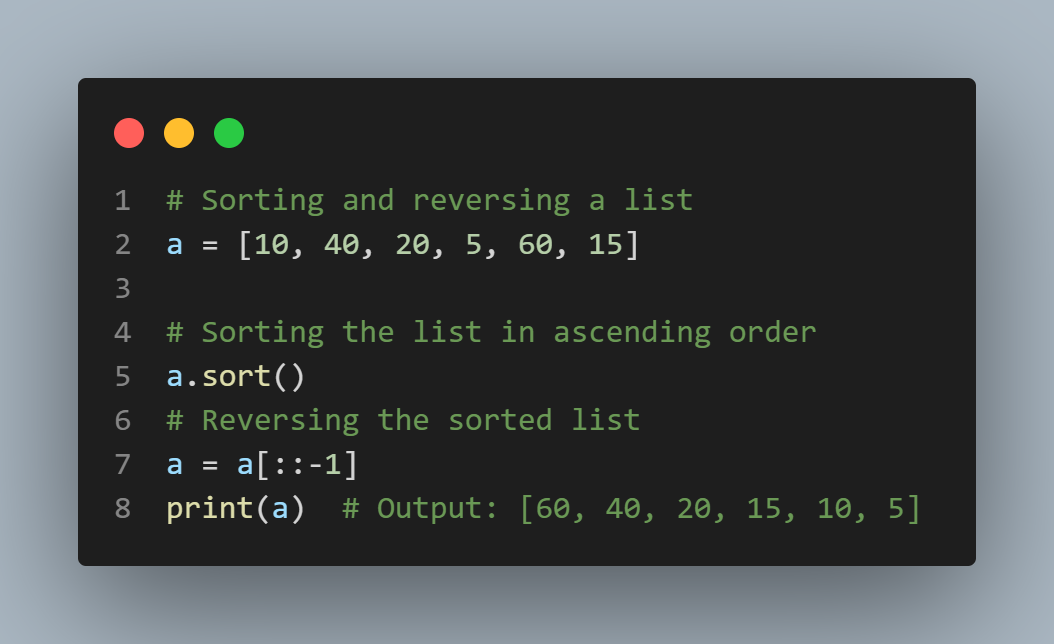 1 # Sorting and reversing a list
2 a = [10, 40, 20, 5, 60, 15]
3
4 # Sorting the list in ascending order
5 a.sort()
6 # Reversing the sorted list
7 a = a[::-1]
8 print(a)  # Output: [60, 40, 20, 15, 10, 5]